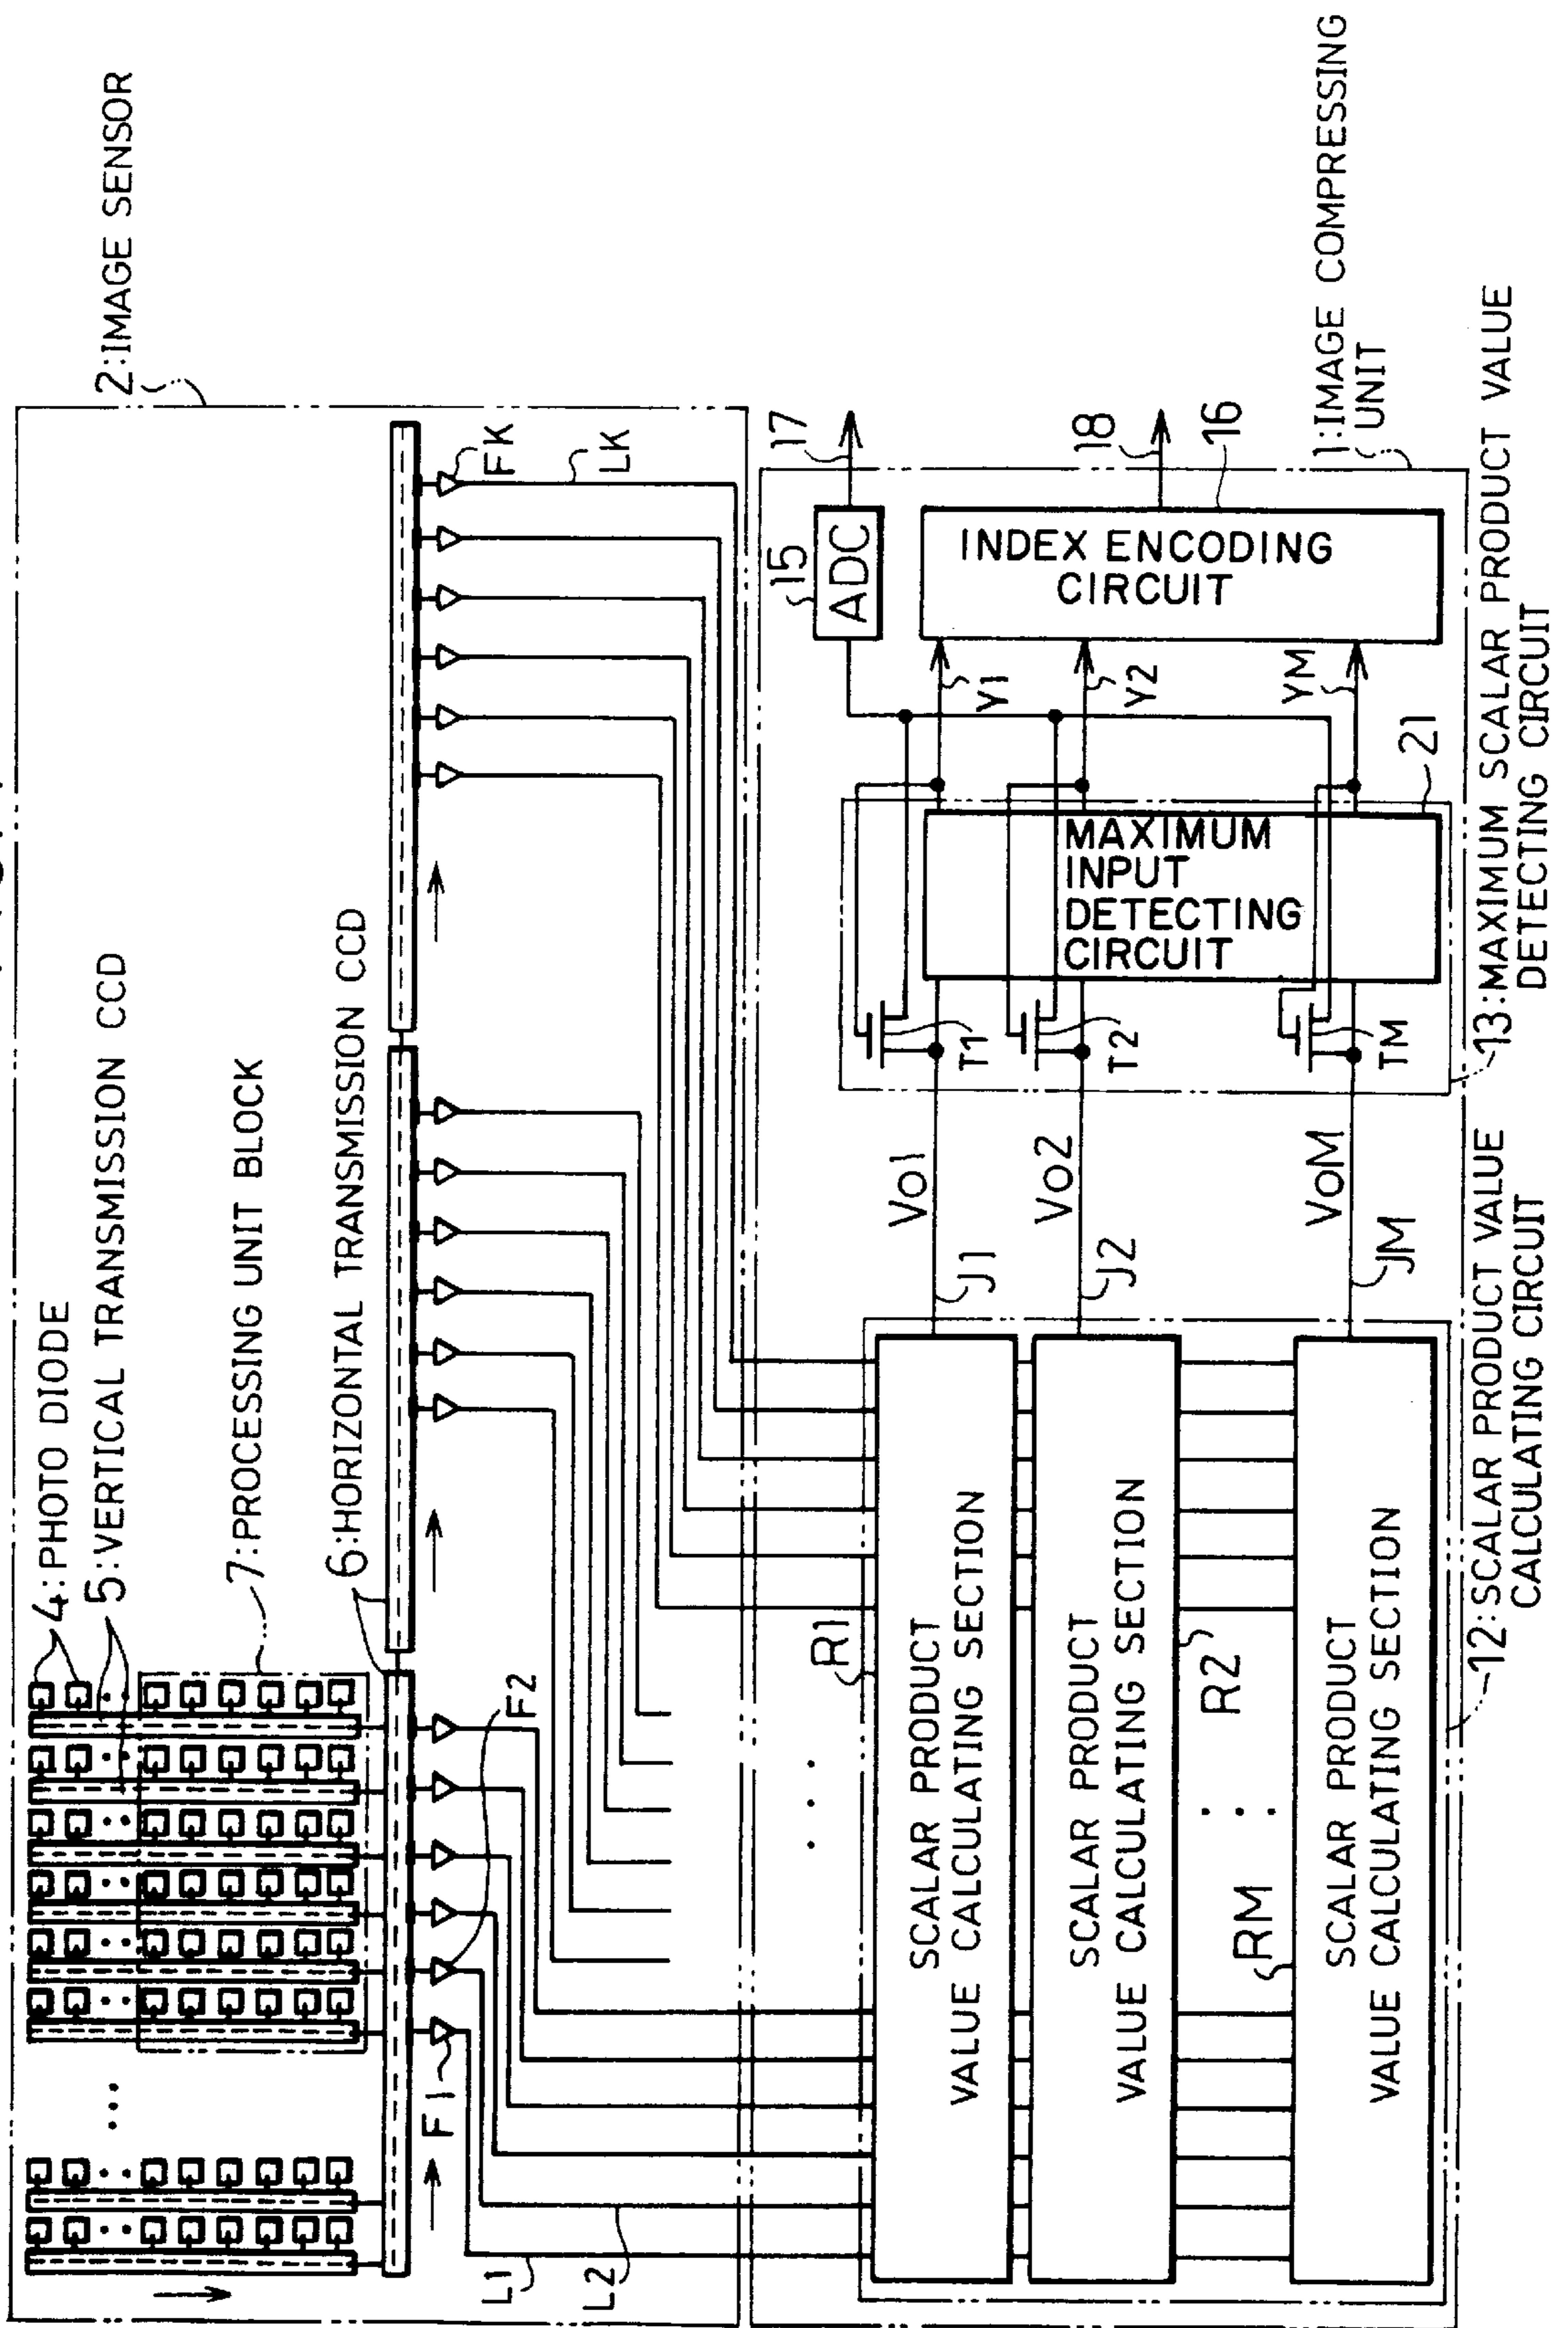 2:IMAGE SENSOR
4:PHOTO DIODE
5:VERTICAL TRANSMISSION CCD
7:PROCESSING UNIT BLOCK
6:HORIZONTAL TRANSMISSION CCD
F1
F2
FK
L1
L2
LK
R1
SCALAR PRODUCT
VALUE CALCULATING SECTION
SCALAR PRODUCT
VALUE CALCULATING SECTION
R2
RM
SCALAR PRODUCT
VALUE CALCULATING SECTION
12:SCALAR PRODUCT VALUE
CALCULATING CIRCUIT
Vo1
J1
Vo2
J2
VoM
JM
T1
T2
TM
MAXIMUM
INPUT
DETECTING
CIRCUIT
21
13:MAXIMUM SCALAR PRODUCT VALUE
DETECTING CIRCUIT
Y1
Y2
YM
15
ADC
17
INDEX ENCODING
CIRCUIT
18
16
1:IMAGE COMPRESSING
UNIT